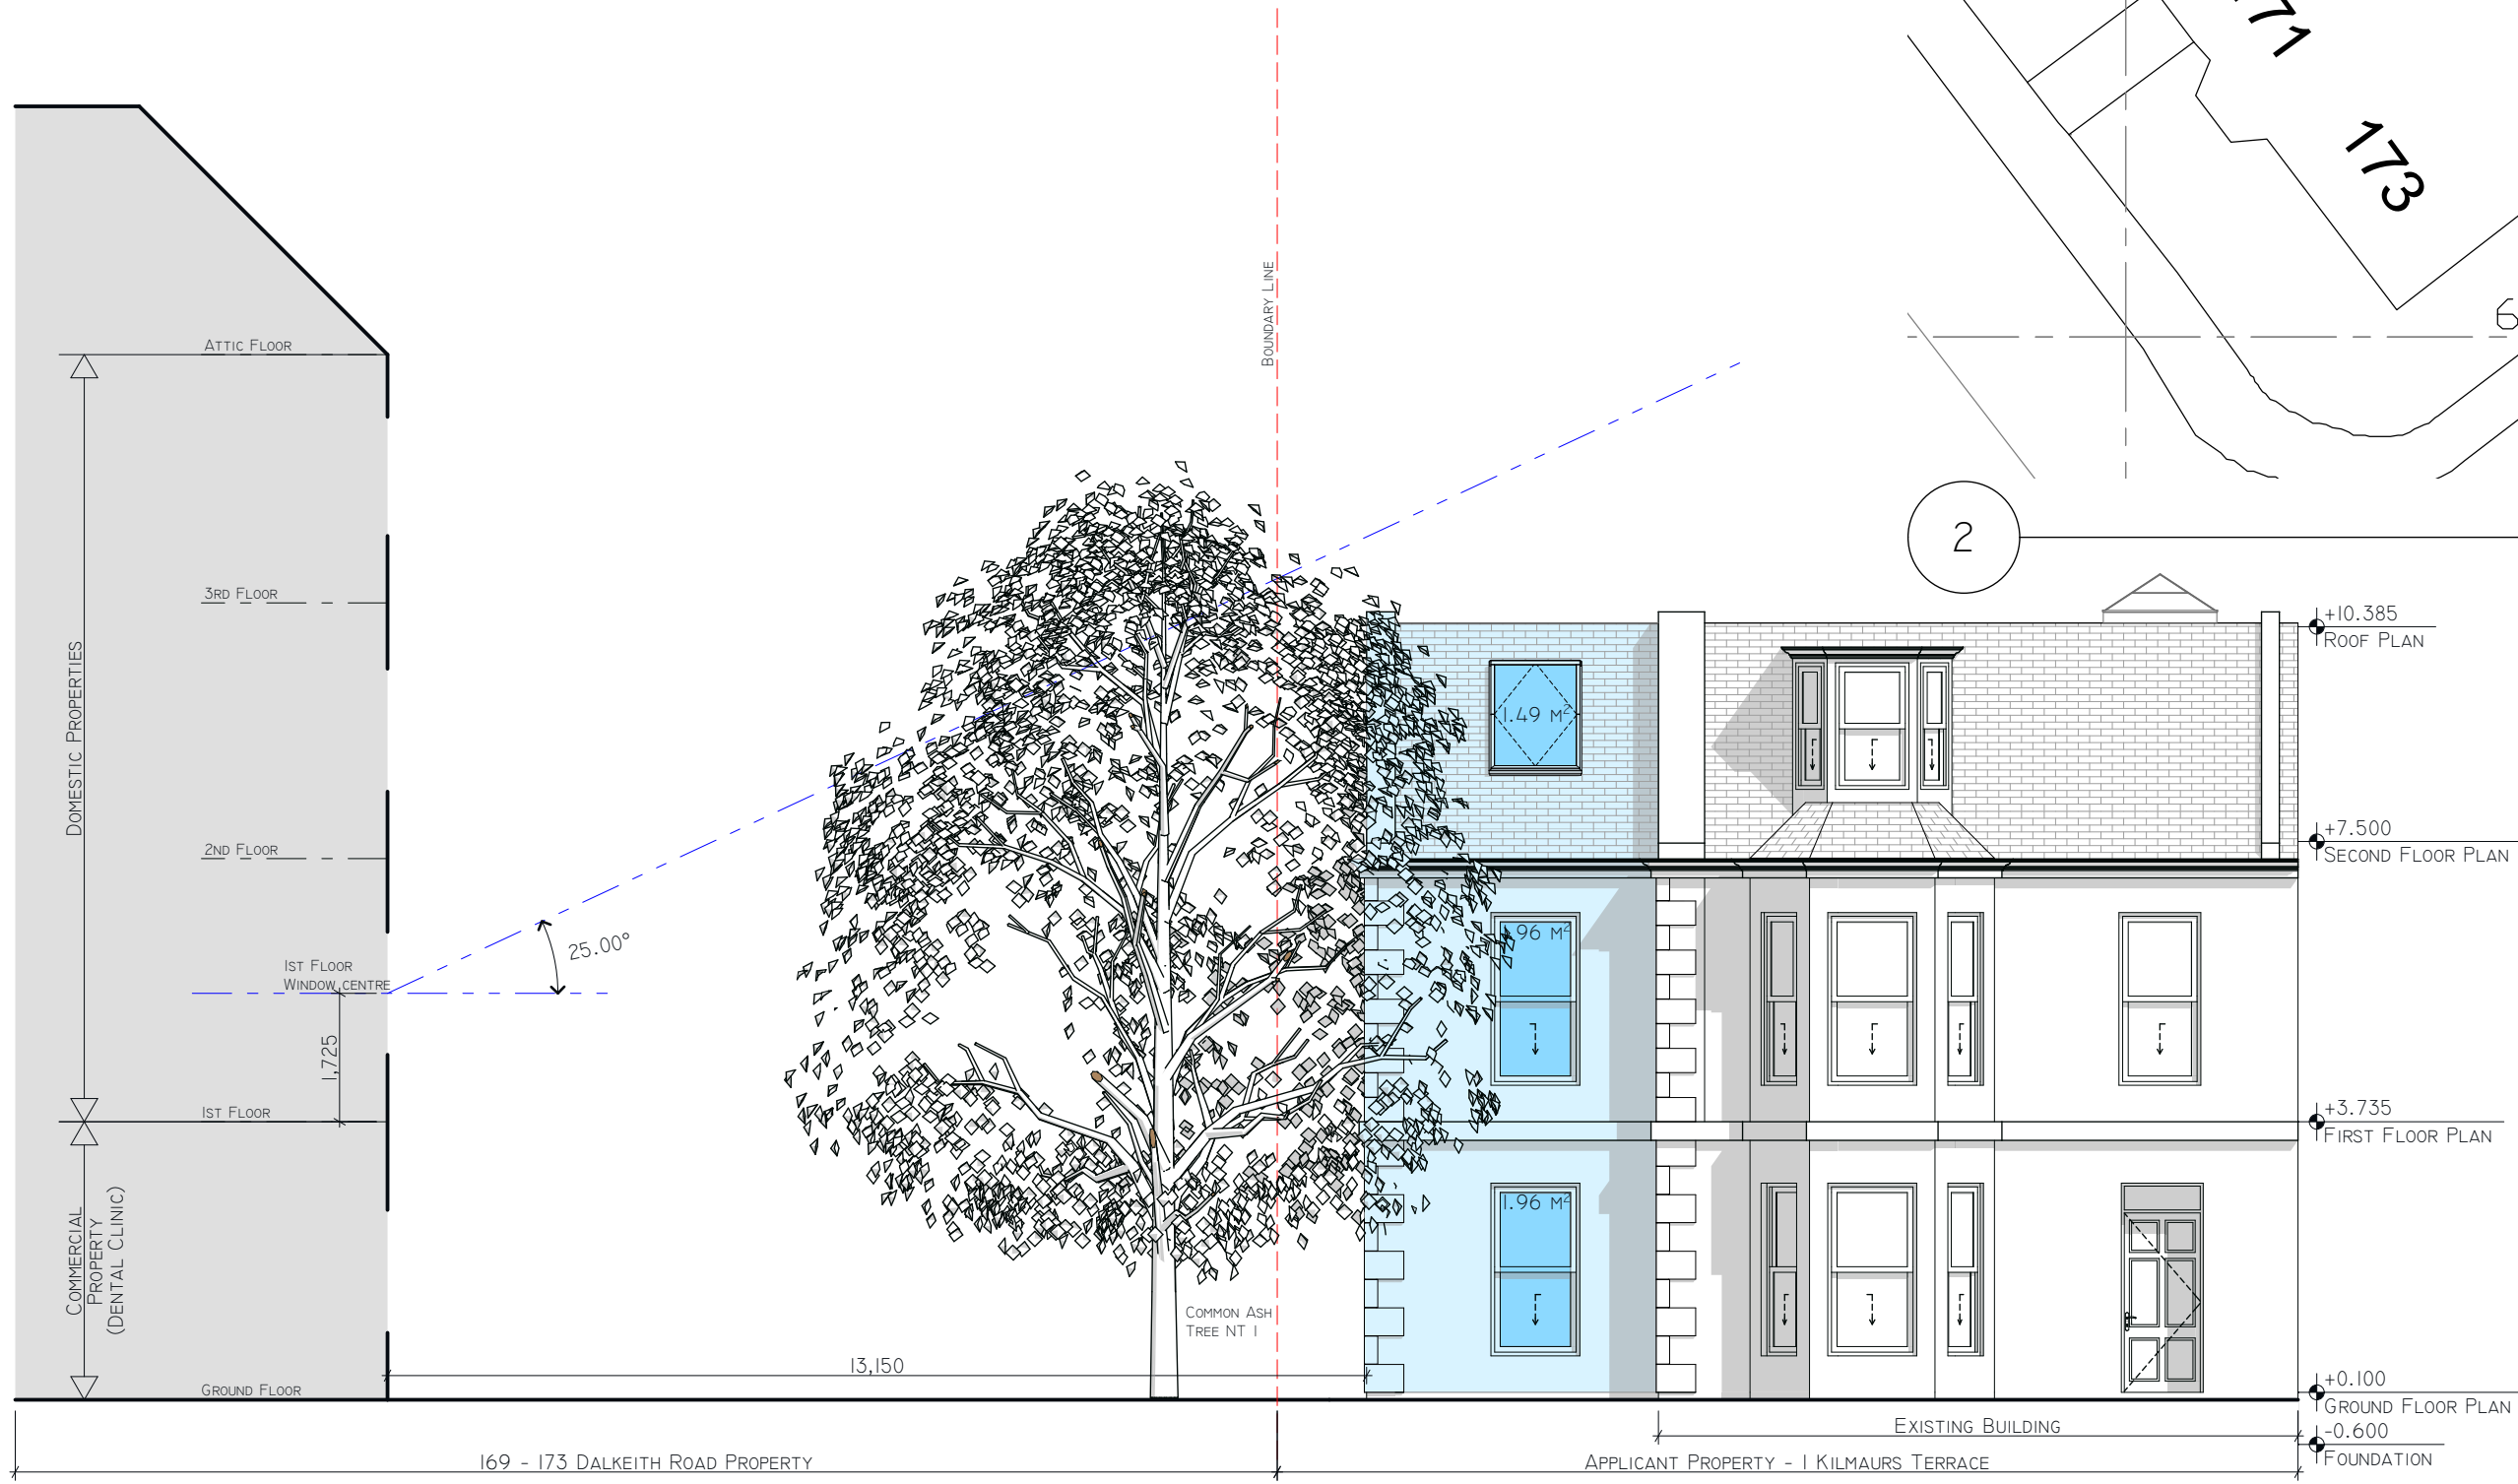 171
173
6
2
Attic Floor
3rd Floor
2nd Floor
1st Floor
Window centre
25.00°
1,725
1st Floor
Ground Floor
Domestic Properties
Commercial
Property
(Dental Clinic)
Boundary Line
Common Ash
Tree NT 1
13,150
1.49 m²
1.96 m²
1.96 m²
+10.385
Roof Plan
+7.500
Second Floor Plan
+3.735
First Floor Plan
+0.100
Ground Floor Plan
-0.600
Foundation
Existing Building
169 - 173 Dalkeith Road Property
Applicant Property - 1 Kilmaurs Terrace